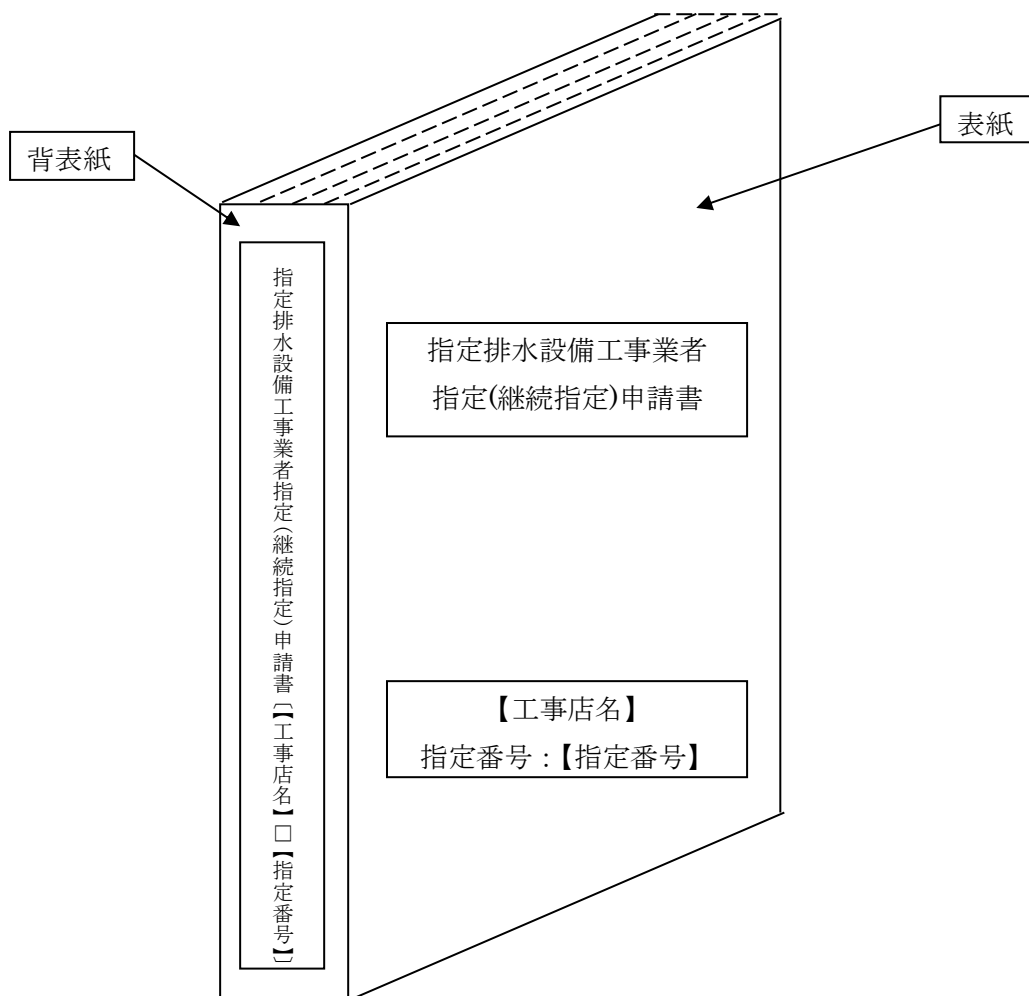 背表紙
表紙
指定排水設備工事業者指定(継続指定)申請書〔【工事店名】□【指定番号】〕
指定排水設備工事業者
指定(継続指定)申請書
【工事店名】
指定番号:【指定番号】